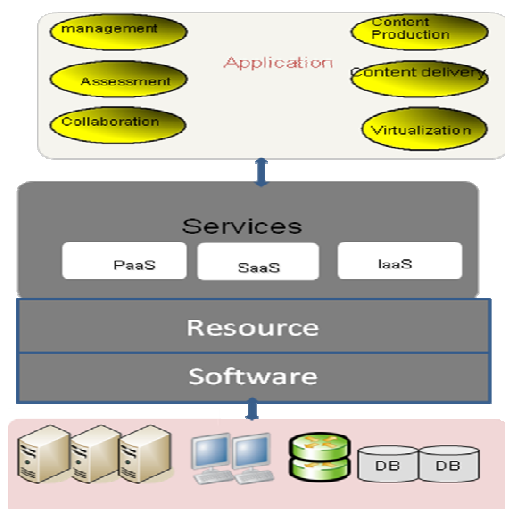 management
Content
Production
Application
Assessment
Content delivery
Collaboration
Virtualization
Services
PaaS
SaaS
IaaS
Resource
Software
DB
DB